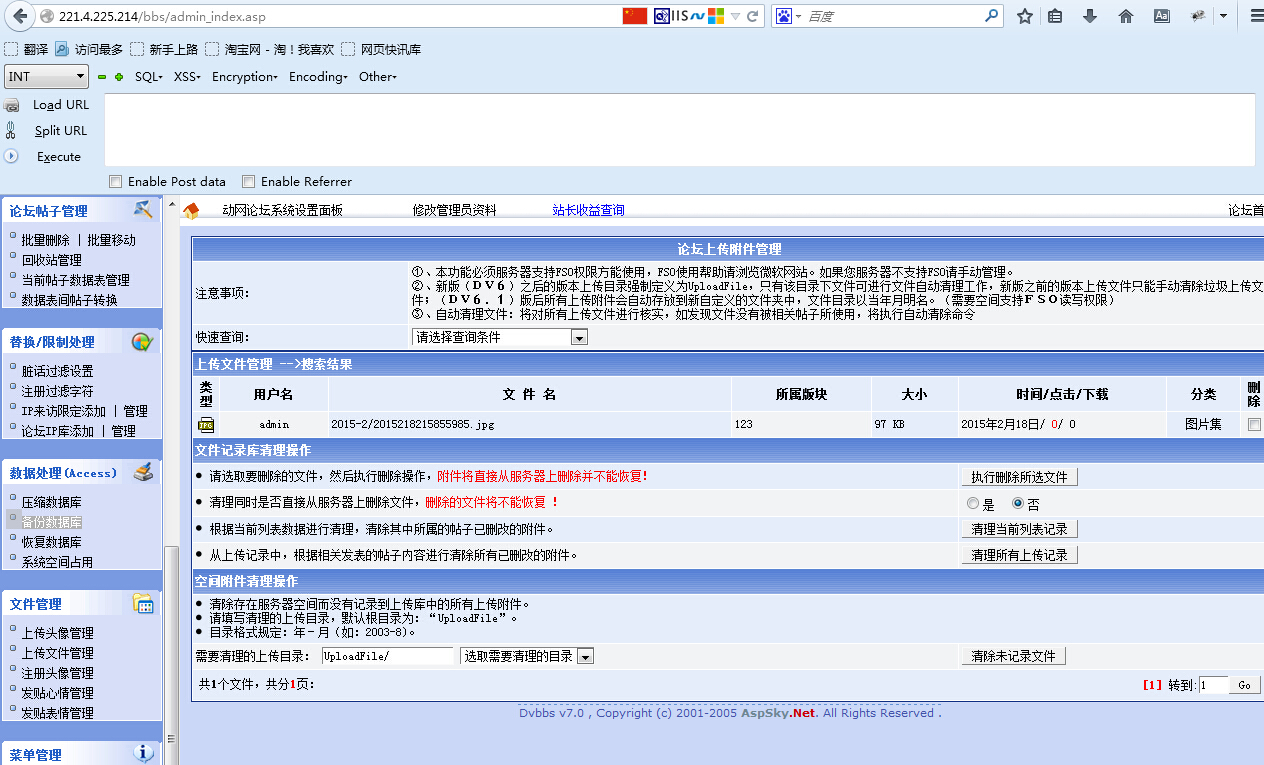 221.4.225.214/bbs/admin_index.asp IIS 百度
翻译 访问最多 新手上路 淘宝网 - 淘！我喜欢 网页快讯库
INT SQL XSS Encryption Encoding Other
Load URL
Split URL
Execute
Enable Post data Enable Referrer
论坛帖子管理
批量删除 | 批量移动
回收站管理
当前帖子数据表管理
数据表间帖子转换
替换/限制处理
脏话过滤设置
注册过滤字符
IP来访限定添加 | 管理
论坛IP库添加 | 管理
数据处理(Access)
压缩数据库
备份数据库
恢复数据库
系统空间占用
文件管理
上传头像管理
上传文件管理
注册头像管理
发贴心情管理
发贴表情管理
菜单管理
动网论坛系统设置面板 修改管理员资料 站长收益查询 论坛首
论坛上传附件管理
注意事项：
①、本功能必须服务器支持FSO权限方能使用，FSO使用帮助请浏览微软网站。如果您服务器不支持FSO请手动管理。
②、新版（ＤＶ６）之后的版本上传目录强制定义为UploadFile，只有该目录下文件可进行文件自动清理工作，新版之前的版本上传文件只能手动清除垃圾上传文
件；（ＤＶ６．１）版后所有上传附件会自动存放到新自定义的文件夹中，文件目录以当年月明名。（需要空间支持ＦＳＯ读写权限）
③、自动清理文件：将对所有上传文件进行核实，如发现文件没有被相关帖子所使用，将执行自动清除命令
快速查询： 请选择查询条件
上传文件管理 -->搜索结果
类型 用户名 文 件 名 所属版块 大小 时间/点击/下载 分类 删除
JPG admin 2015-2/2015218215855985.jpg 123 97 KB 2015年2月18日/ 0/ 0 图片集
文件记录库清理操作
● 请选取要删除的文件，然后执行删除操作，附件将直接从服务器上删除并不能恢复！ 执行删除所选文件
● 清理同时是否直接从服务器上删除文件，删除的文件将不能恢复 ！ 是 否
● 根据当前列表数据进行清理，清除其中所属的帖子已删改的附件。 清理当前列表记录
● 从上传记录中，根据相关发表的帖子内容进行清除所有已删改的附件。 清理所有上传记录
空间附件清理操作
● 清除存在服务器空间而没有记录到上传库中的所有上传附件。
● 请填写清理的上传目录，默认根目录为：“UploadFile”。
● 目录格式规定：年－月（如：2003-8）。
需要清理的上传目录： UploadFile/ 选取需要清理的目录 清除未记录文件
共1个文件，共分1页： [1] 转到:1 Go
Dvbbs v7.0 , Copyright (c) 2001-2005 AspSky.Net. All Rights Reserved .